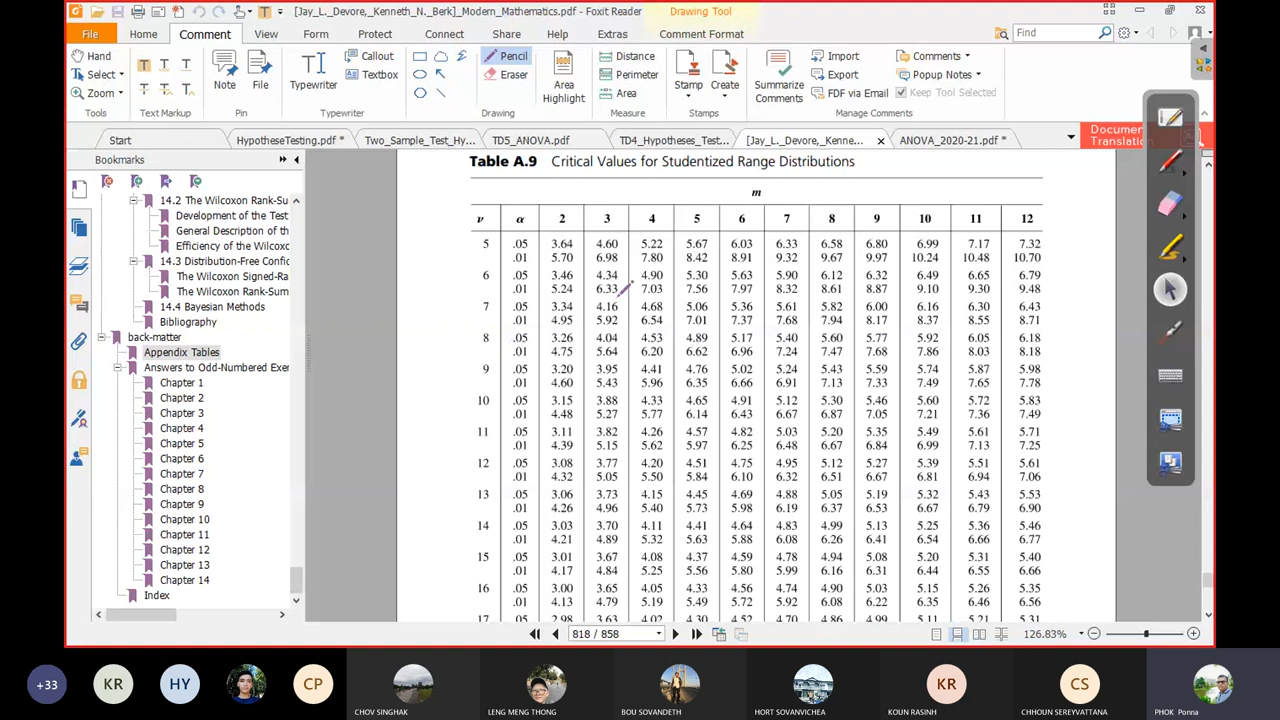 [Jay_L._Devore,_Kenneth_N._Berk]_Modern_Mathematics.pdf - Foxit Reader
Drawing Tool
File Home Comment View Form Protect Connect Share Help Extras Comment Format Find
Hand
Select
Zoom
Tools
Text Markup
Note
File
Pin
Typewriter
Callout
Textbox
Typewriter
Pencil
Eraser
Drawing
Area Highlight
Distance
Perimeter
Area
Measure
Stamp
Create
Stamps
Summarize Comments
Import
Export
FDF via Email
Comments
Popup Notes
Keep Tool Selected
Manage Comments
Start HypotheseTesting.pdf * Two_Sample_Test_Hy... TD5_ANOVA.pdf TD4_Hypotheses_Test... [Jay_L._Devore,_Kenne... ANOVA_2020-21.pdf *
Document Translation
Bookmarks
14.2 The Wilcoxon Rank-Su
Development of the Test
General Description of th
Efficiency of the Wilcox
14.3 Distribution-Free Confi
The Wilcoxon Signed-Ra
The Wilcoxon Rank-Sum
14.4 Bayesian Methods
Bibliography
back-matter
Appendix Tables
Answers to Odd-Numbered Exer
Chapter 1
Chapter 2
Chapter 3
Chapter 4
Chapter 5
Chapter 6
Chapter 7
Chapter 8
Chapter 9
Chapter 10
Chapter 11
Chapter 12
Chapter 13
Chapter 14
Index
Table A.9 Critical Values for Studentized Range Distributions
m
ν α 2 3 4 5 6 7 8 9 10 11 12
5 .05 3.64 4.60 5.22 5.67 6.03 6.33 6.58 6.80 6.99 7.17 7.32
.01 5.70 6.98 7.80 8.42 8.91 9.32 9.67 9.97 10.24 10.48 10.70
6 .05 3.46 4.34 4.90 5.30 5.63 5.90 6.12 6.32 6.49 6.65 6.79
.01 5.24 6.33 7.03 7.56 7.97 8.32 8.61 8.87 9.10 9.30 9.48
7 .05 3.34 4.16 4.68 5.06 5.36 5.61 5.82 6.00 6.16 6.30 6.43
.01 4.95 5.92 6.54 7.01 7.37 7.68 7.94 8.17 8.37 8.55 8.71
8 .05 3.26 4.04 4.53 4.89 5.17 5.40 5.60 5.77 5.92 6.05 6.18
.01 4.75 5.64 6.20 6.62 6.96 7.24 7.47 7.68 7.86 8.03 8.18
9 .05 3.20 3.95 4.41 4.76 5.02 5.24 5.43 5.59 5.74 5.87 5.98
.01 4.60 5.43 5.96 6.35 6.66 6.91 7.13 7.33 7.49 7.65 7.78
10 .05 3.15 3.88 4.33 4.65 4.91 5.12 5.30 5.46 5.60 5.72 5.83
.01 4.48 5.27 5.77 6.14 6.43 6.67 6.87 7.05 7.21 7.36 7.49
11 .05 3.11 3.82 4.26 4.57 4.82 5.03 5.20 5.35 5.49 5.61 5.71
.01 4.39 5.15 5.62 5.97 6.25 6.48 6.67 6.84 6.99 7.13 7.25
12 .05 3.08 3.77 4.20 4.51 4.75 4.95 5.12 5.27 5.39 5.51 5.61
.01 4.32 5.05 5.50 5.84 6.10 6.32 6.51 6.67 6.81 6.94 7.06
13 .05 3.06 3.73 4.15 4.45 4.69 4.88 5.05 5.19 5.32 5.43 5.53
.01 4.26 4.96 5.40 5.73 5.98 6.19 6.37 6.53 6.67 6.79 6.90
14 .05 3.03 3.70 4.11 4.41 4.64 4.83 4.99 5.13 5.25 5.36 5.46
.01 4.21 4.89 5.32 5.63 5.88 6.08 6.26 6.41 6.54 6.66 6.77
15 .05 3.01 3.67 4.08 4.37 4.59 4.78 4.94 5.08 5.20 5.31 5.40
.01 4.17 4.84 5.25 5.56 5.80 5.99 6.16 6.31 6.44 6.55 6.66
16 .05 3.00 3.65 4.05 4.33 4.56 4.74 4.90 5.03 5.15 5.26 5.35
.01 4.13 4.79 5.19 5.49 5.72 5.92 6.08 6.22 6.35 6.46 6.56
17 .05 2.98 3.63 4.02 4.30 4.52 4.70 4.86 4.99 5.11 5.21 5.31
818 / 858
126.83%
+33 KR HY CP KR CS
CHOV SINGHAK LENG MENG THONG BOU SOVANDETH HORT SOVANVICHEA KOUN RASINH CHHOUN SEREYVATTANA PHOK Ponna